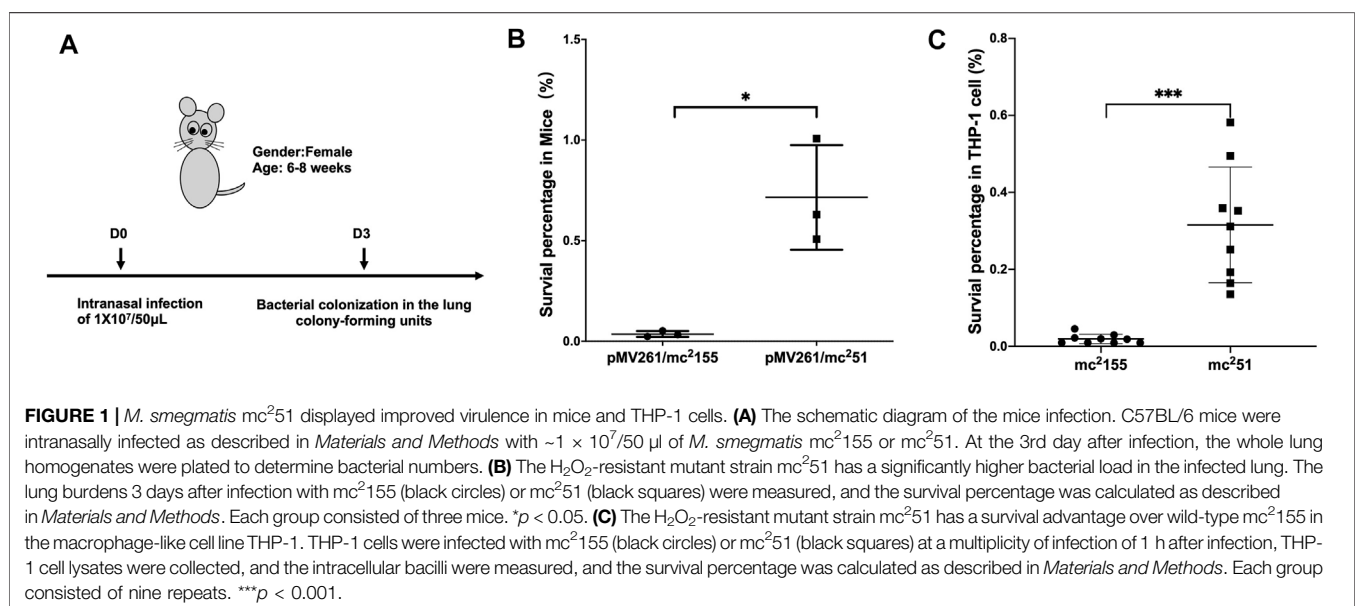 A
Gender:Female
Age: 6-8 weeks
D0
D3
Intranasal infection
of 1X10⁷/50μL
Bacterial colonization in the lung
colony-forming units
B
Survial percentage in Mice (%)
1.5
1.0
0.5
0.0
*
pMV261/mc²155
pMV261/mc²51
C
Survial percentage in THP-1 cell (%)
0.8
0.6
0.4
0.2
0.0
***
mc²155
mc²51
FIGURE 1 | M. smegmatis mc²51 displayed improved virulence in mice and THP-1 cells. (A) The schematic diagram of the mice infection. C57BL/6 mice were
intranasally infected as described in Materials and Methods with ~1 × 10⁷/50 μl of M. smegmatis mc²155 or mc²51. At the 3rd day after infection, the whole lung
homogenates were plated to determine bacterial numbers. (B) The H₂O₂-resistant mutant strain mc²51 has a significantly higher bacterial load in the infected lung. The
lung burdens 3 days after infection with mc²155 (black circles) or mc²51 (black squares) were measured, and the survival percentage was calculated as described
in Materials and Methods. Each group consisted of three mice. *p < 0.05. (C) The H₂O₂-resistant mutant strain mc²51 has a survival advantage over wild-type mc²155 in
the macrophage-like cell line THP-1. THP-1 cells were infected with mc²155 (black circles) or mc²51 (black squares) at a multiplicity of infection of 1 h after infection, THP-
1 cell lysates were collected, and the intracellular bacilli were measured, and the survival percentage was calculated as described in Materials and Methods. Each group
consisted of nine repeats. ***p < 0.001.